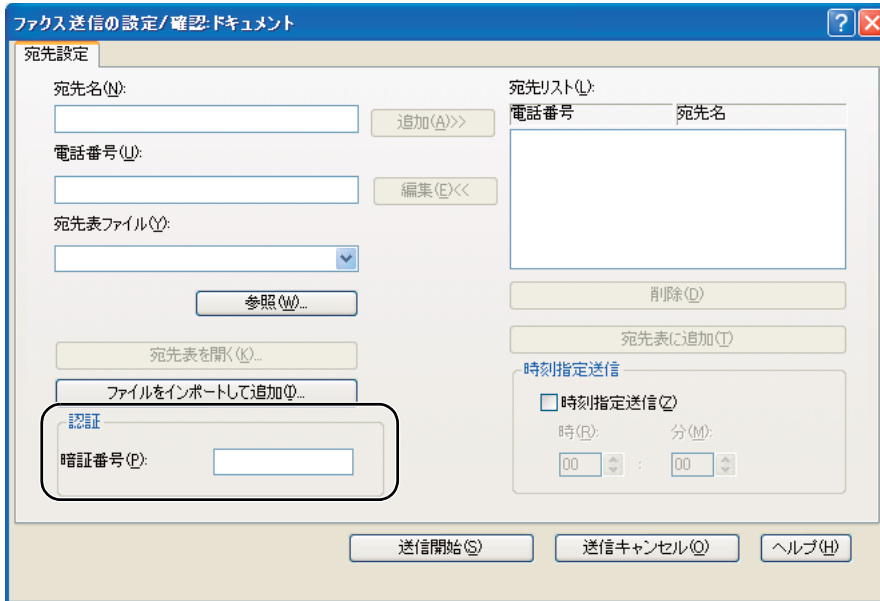 ファクス送信の設定/確認:ドキュメント
宛先設定
宛先名(N):
追加(A)>>
電話番号(U):
編集(E)<<
宛先表ファイル(Y):
参照(W)...
宛先表を開く(K)...
ファイルをインポートして追加(I)...
認証
暗証番号(P):
宛先リスト(L):
電話番号 宛先名
削除(D)
宛先表に追加(T)
時刻指定送信
時刻指定送信(Z)
時(R): 分(M):
00 : 00
送信開始(S) 送信キャンセル(O) ヘルプ(H)